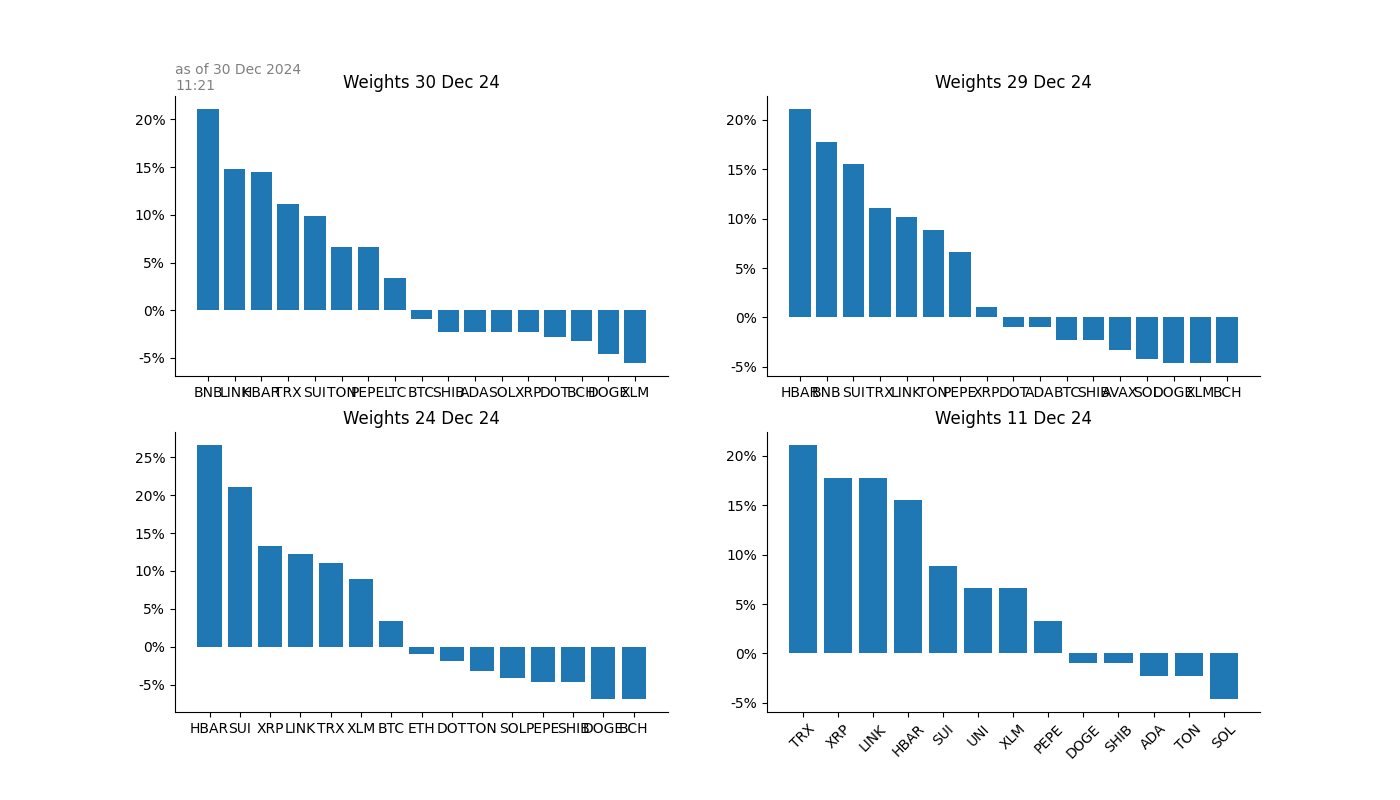 as of 30 Dec 2024
11:21
Weights 30 Dec 24
20%
15%
10%
5%
0%
-5%
BNB LINK HBAR TRX SUI TON PEPE LTC BTC SHIB ADA SOL XRP DOT BCH DOGE XLM
Weights 29 Dec 24
20%
15%
10%
5%
0%
-5%
HBAR BNB SUI TRX LINK TON PEPE XRP DOT ADA BTC SHIB AVAX SOL DOGE XLM BCH
Weights 24 Dec 24
25%
20%
15%
10%
5%
0%
-5%
HBAR SUI XRP LINK TRX XLM BTC ETH DOT TON SOL PEPE SHIB DOGE BCH
Weights 11 Dec 24
20%
15%
10%
5%
0%
-5%
TRX XRP LINK HBAR SUI UNI XLM PEPE DOGE SHIB ADA TON SOL